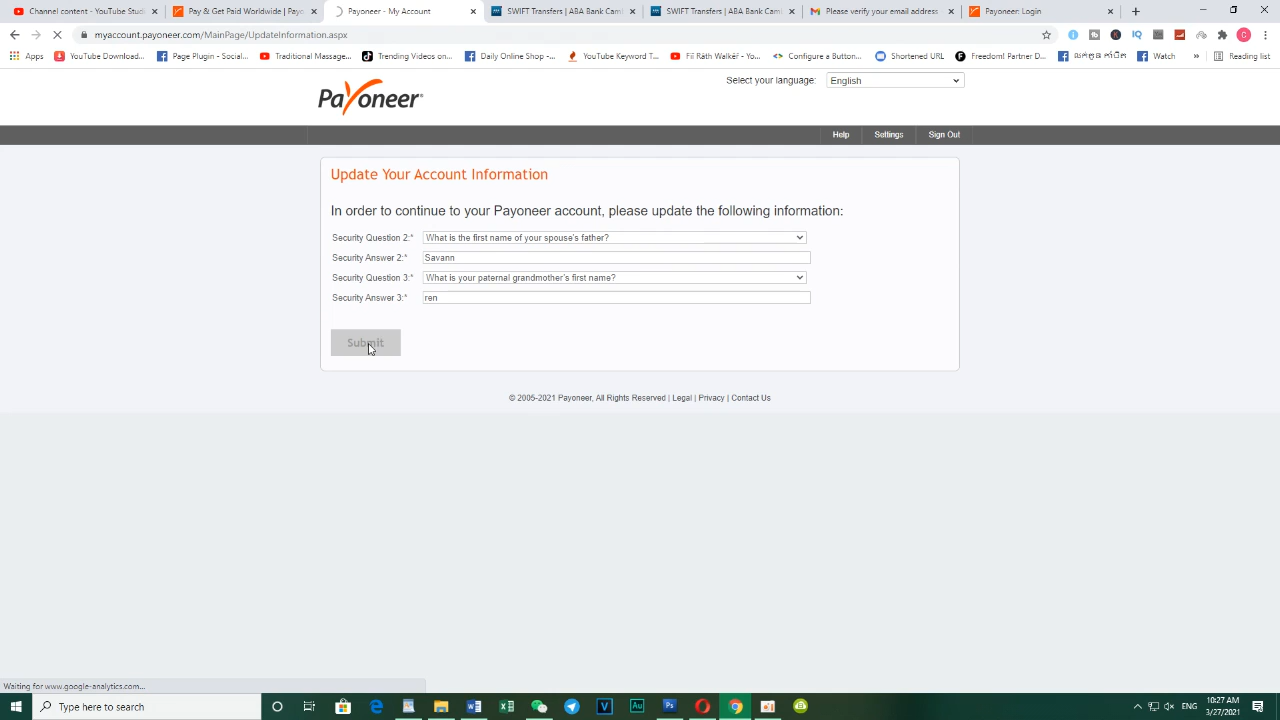 Channel content - YouTube Studi
Pay & Get Paid Worldwide | Payo
Payoneer - My Account
SWIFT Transfers | ABA Bank Caml
SWIFT Transfers | ABA Bank Cam
Please verify your email address
Payoneer: Login
myaccount.payoneer.com/MainPage/UpdateInformation.aspx
Apps
YouTube Download...
Page Plugin - Social...
Traditional Massage...
Trending Videos on...
Daily Online Shop -...
YouTube Keyword T...
Configure a Button...
Shortened URL
Freedom! Partner D...
Watch
»
Reading list
Payoneer
Select your language:
English
Help
Settings
Sign Out
Update Your Account Information
In order to continue to your Payoneer account, please update the following information:
Security Question 2:* What is the first name of your spouse's father?
Security Answer 2:* Savann
Security Question 3:* What is your paternal grandmother's first name?
Security Answer 3:* ren
Submit
© 2005-2021 Payoneer, All Rights Reserved | Legal | Privacy | Contact Us
Waiting for www.google-analytics.com...
Type here to search
ENG
10:27 AM
3/27/2021